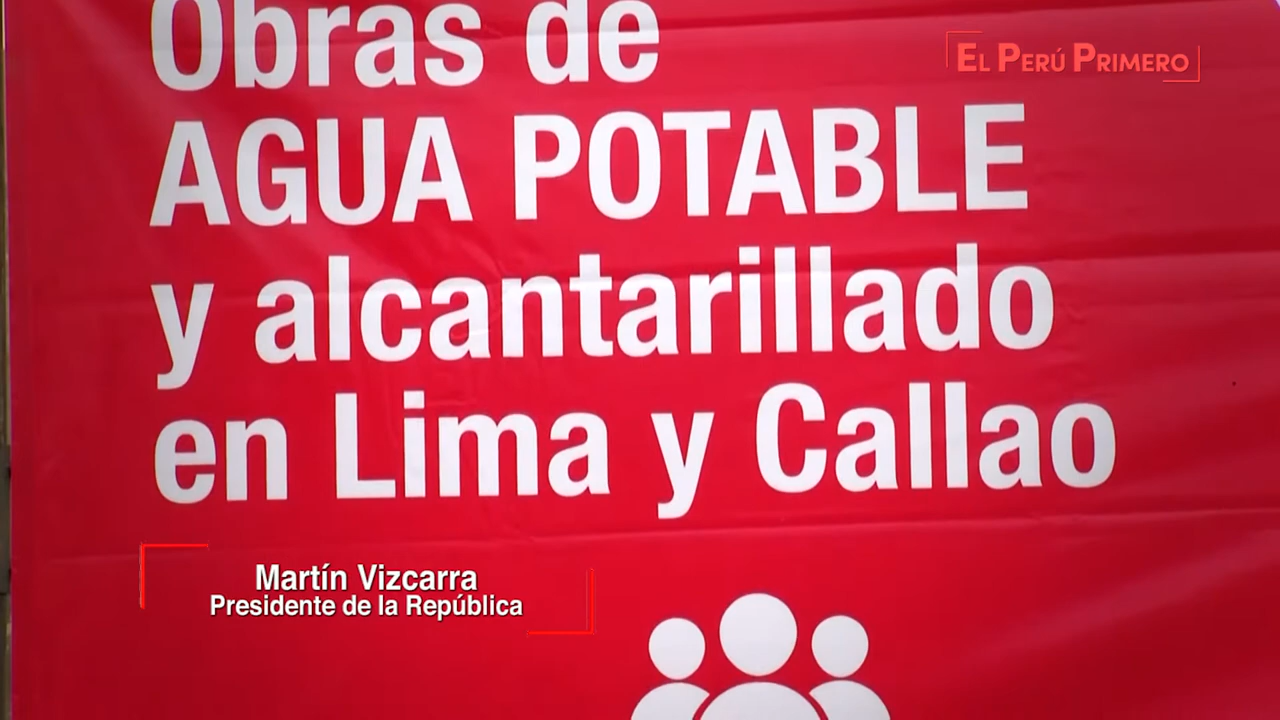 EL PERÚ PRIMERO
Obras de
AGUA POTABLE
y alcantarillado
en Lima y Callao
Martín Vizcarra
Presidente de la República